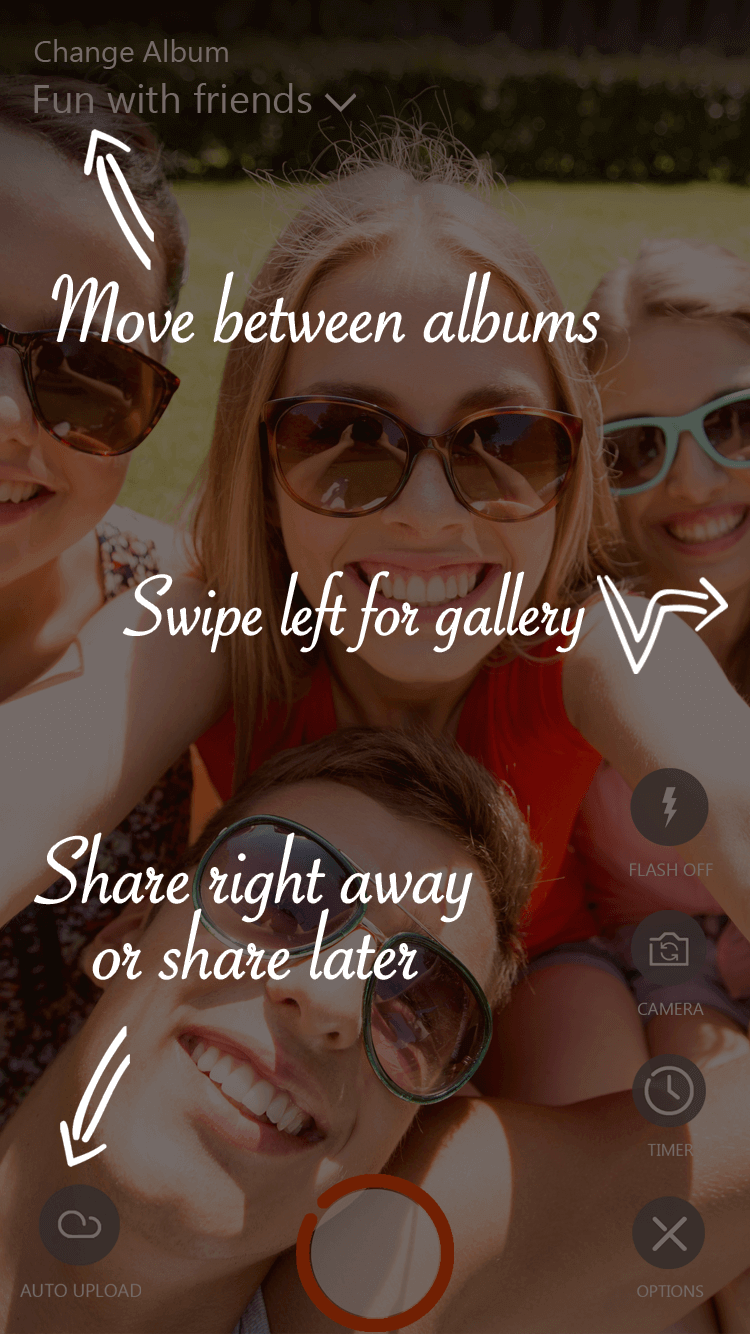 Change Album
Fun with friends
Move between albums
Swipe left for gallery
FLASH OFF
Share right away
or share later
CAMERA
TIMER
AUTO UPLOAD
OPTIONS